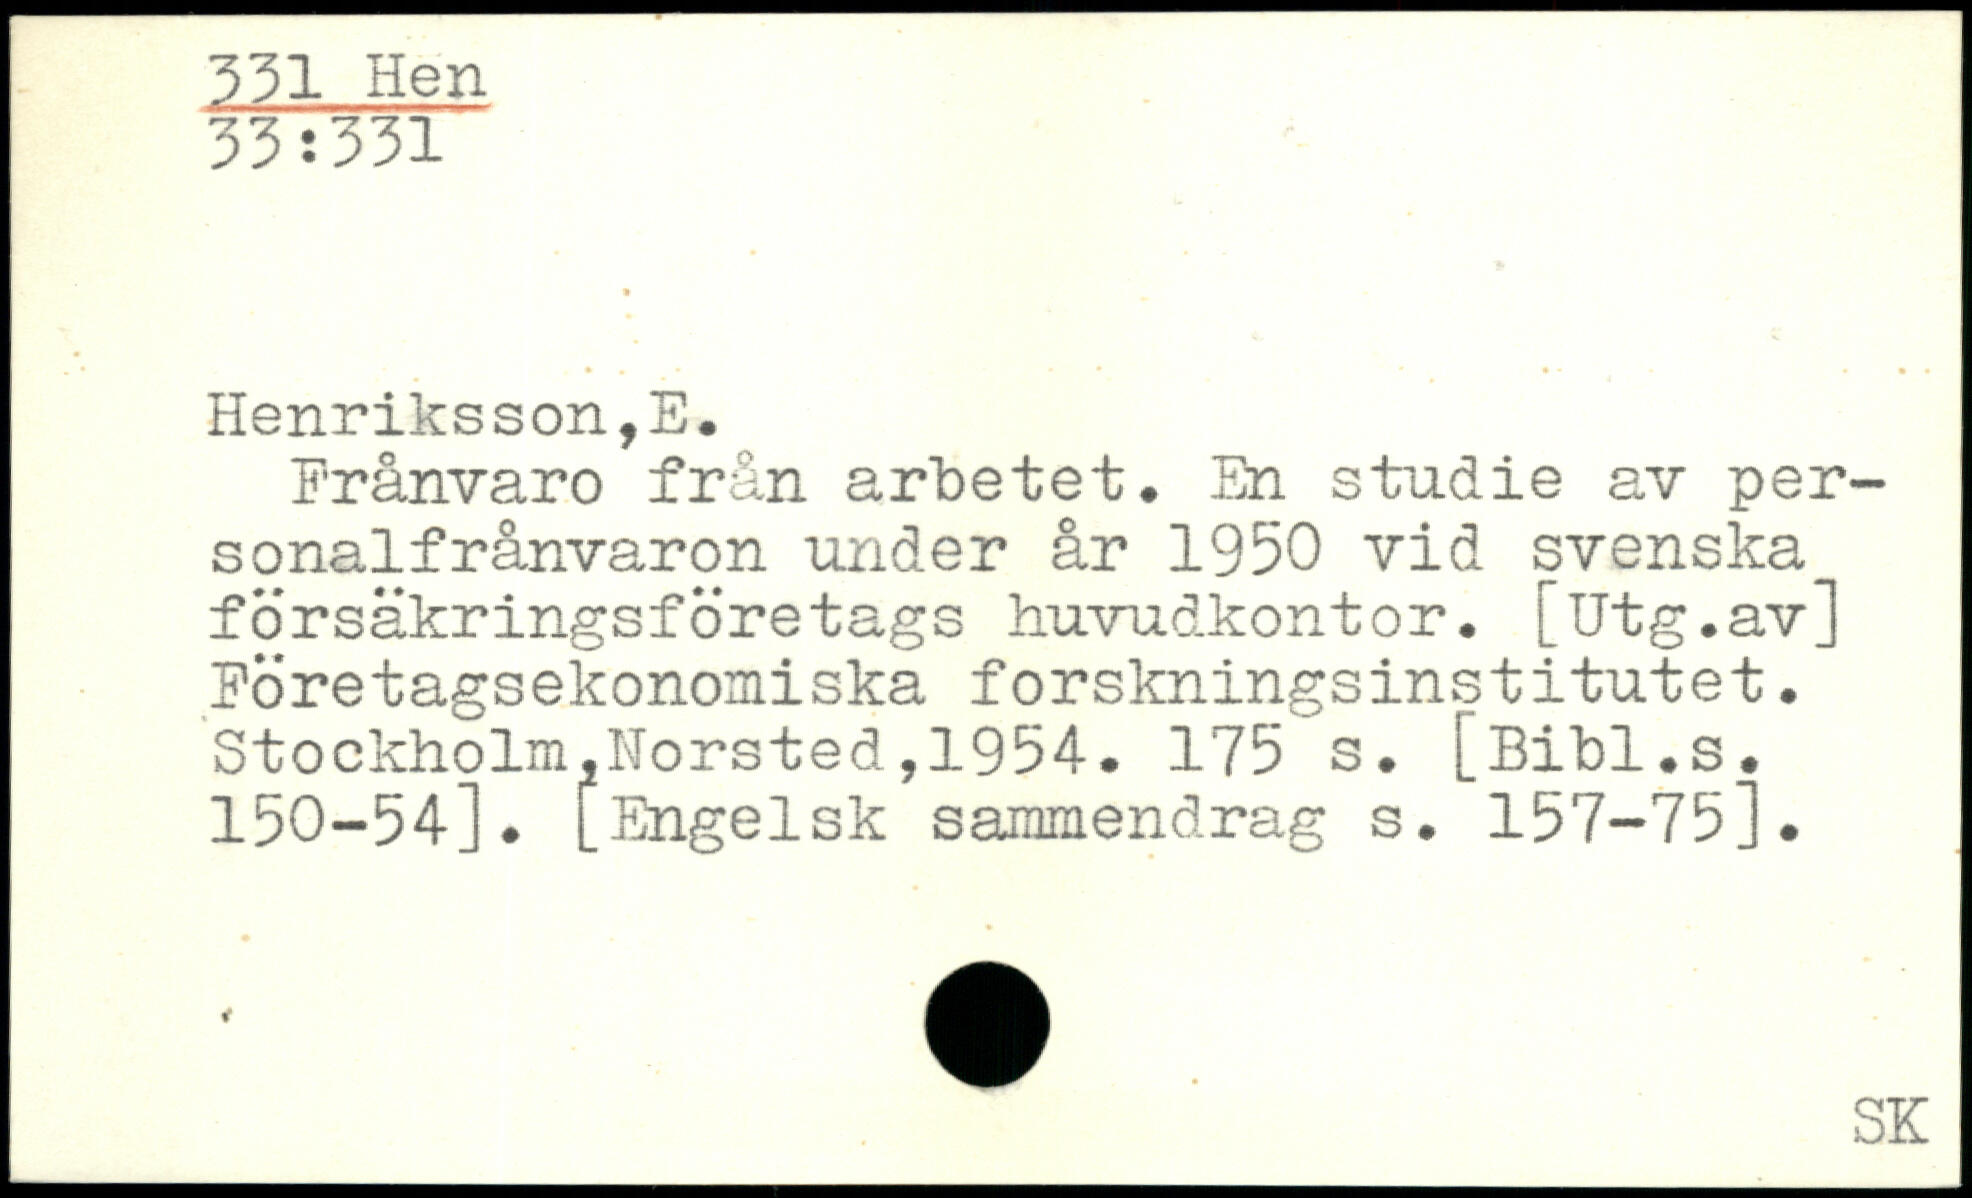 331 Hen
33:331
Henriksson,E.
Frånvaro från arbetet. En studie av per-
sonalfrånvaron under år 1950 vid svenska
försäkringsföretags huvudkontor. [Utg.av]
Företagsekonomiska forskningsinstitutet.
Stockholm,Norsted,1954. 175 s. [Bibl.s.
150-54]. [Engelsk sammendrag s. 157-75].
SK